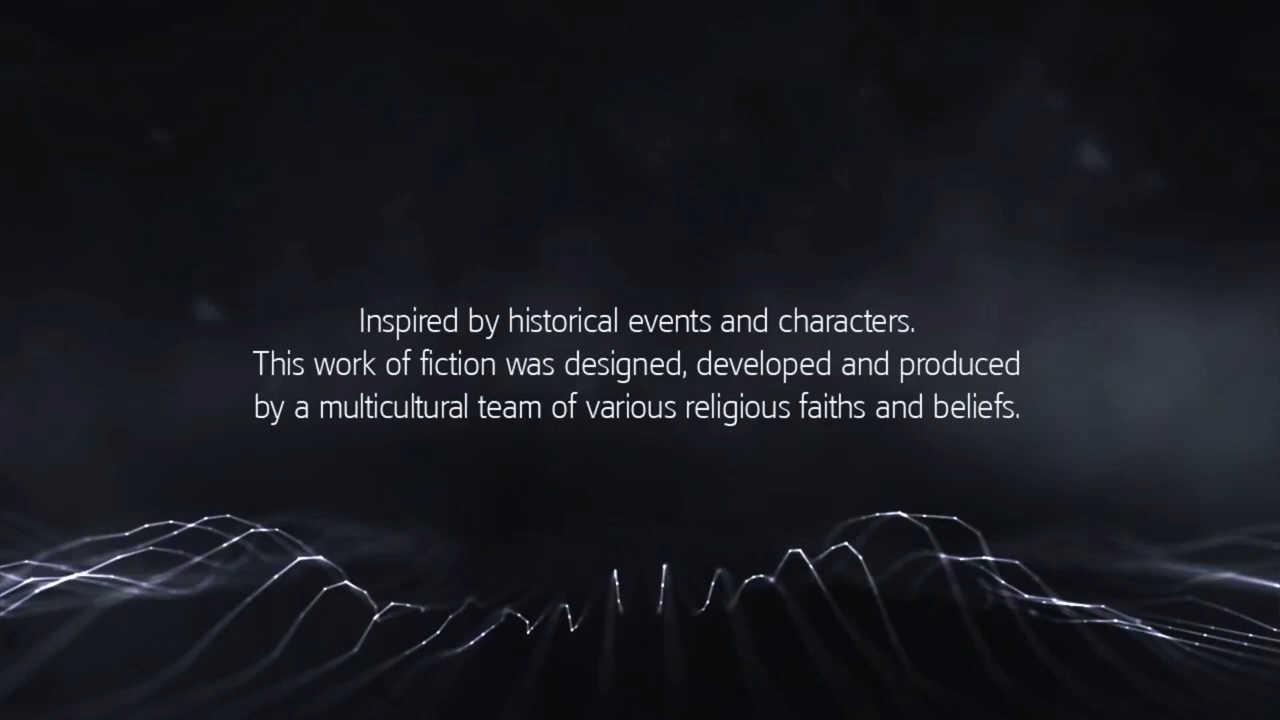 Inspired by historical events and characters.
This work of fiction was designed, developed and produced
by a multicultural team of various religious faiths and beliefs.